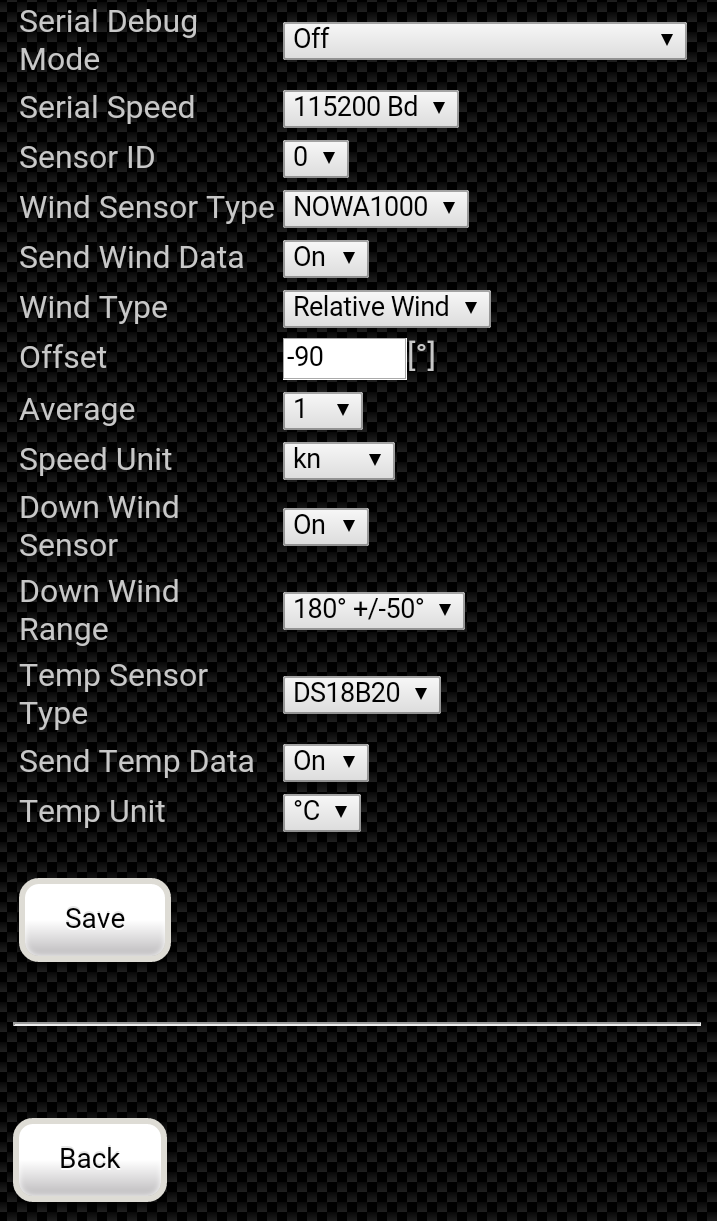 Serial Debug
Mode
Off
Serial Speed 115200 Bd
Sensor ID 0
Wind Sensor Type NOWA1000
Send Wind Data On
Wind Type Relative Wind
Offset -90 [°]
Average 1
Speed Unit kn
Down Wind
Sensor
On
Down Wind
Range
180° +/-50°
Temp Sensor
Type
DS18B20
Send Temp Data On
Temp Unit °C
Save
Back